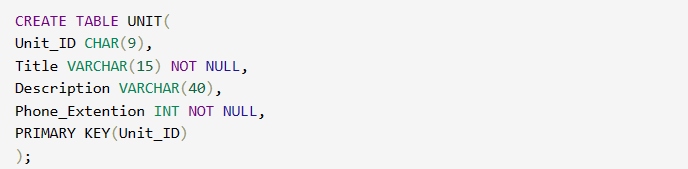 CREATE TABLE UNIT(
Unit_ID CHAR(9),
Title VARCHAR(15) NOT NULL,
Description VARCHAR(40),
Phone_Extention INT NOT NULL,
PRIMARY KEY(Unit_ID)
);